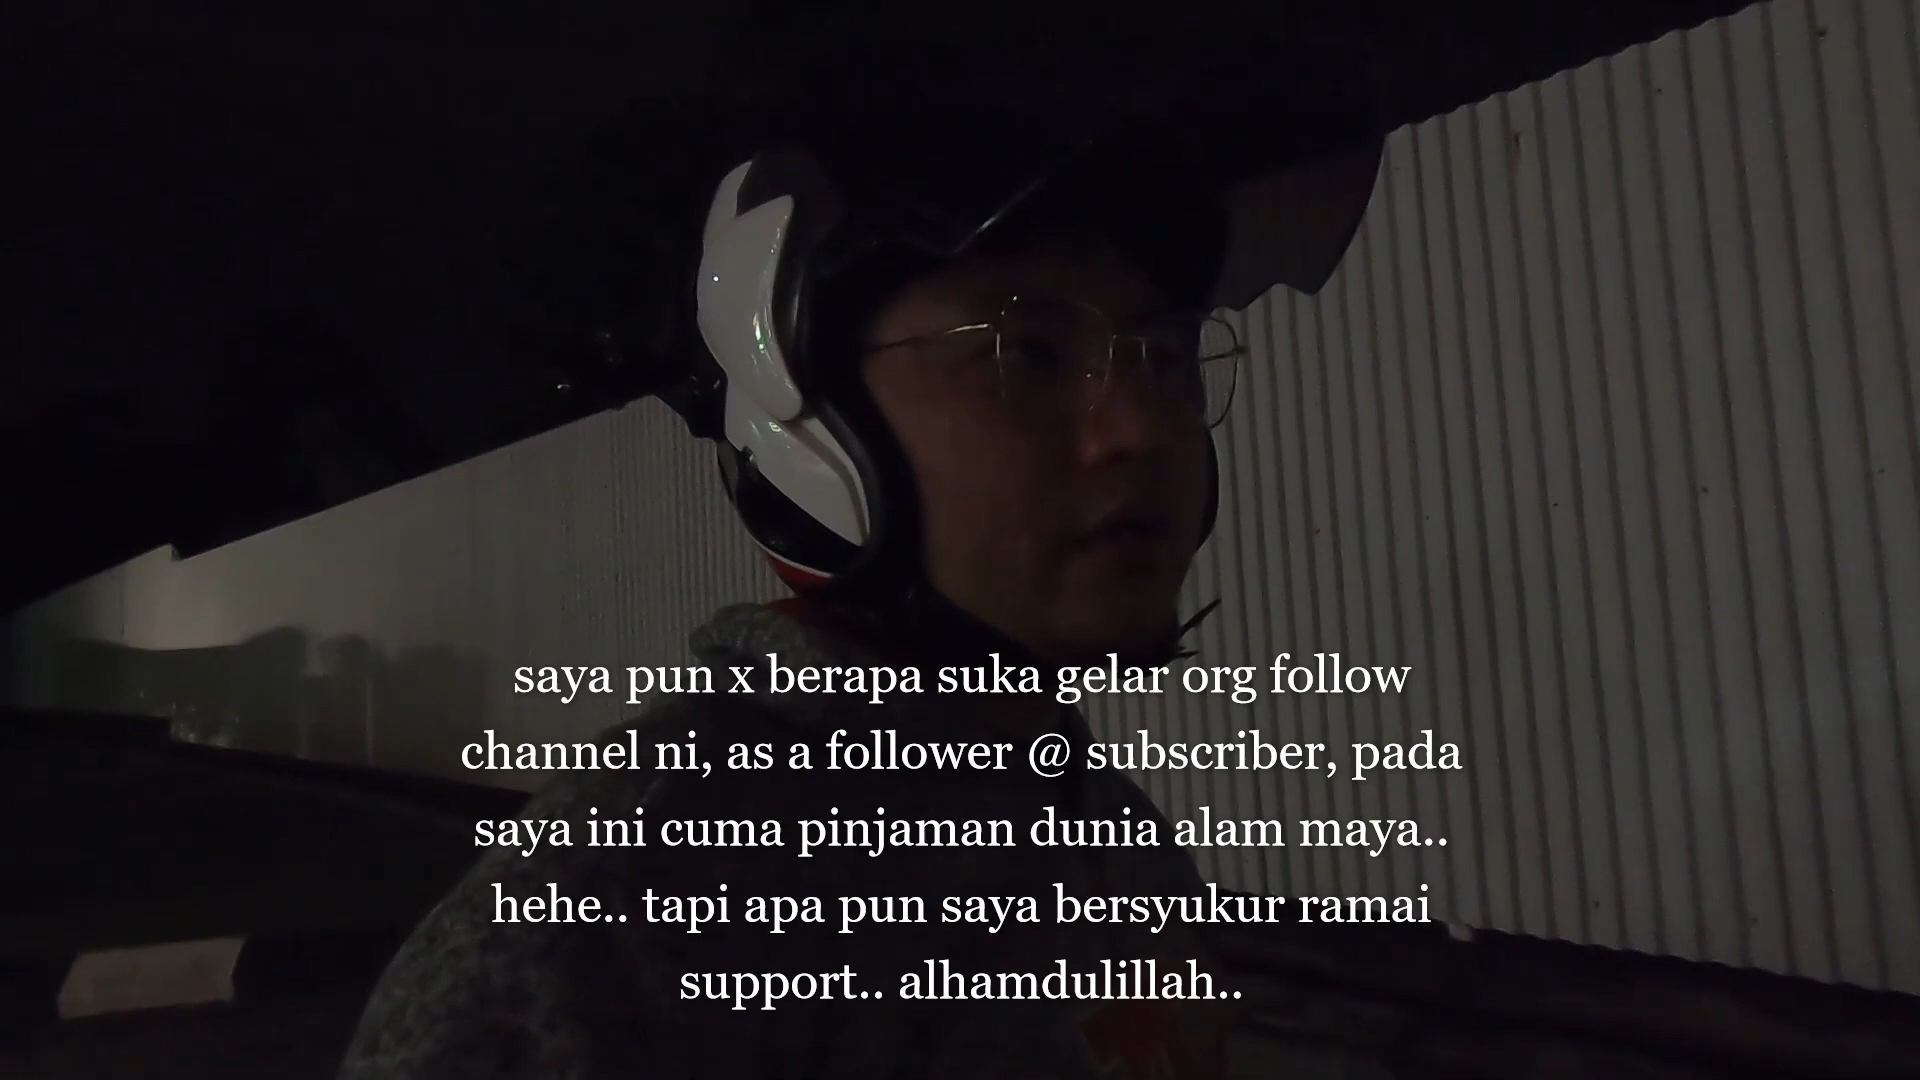 saya pun x berapa suka gelar org follow
channel ni, as a follower @ subscriber, pada
saya ini cuma pinjaman dunia alam maya..
hehe.. tapi apa pun saya bersyukur ramai
support.. alhamdulillah..